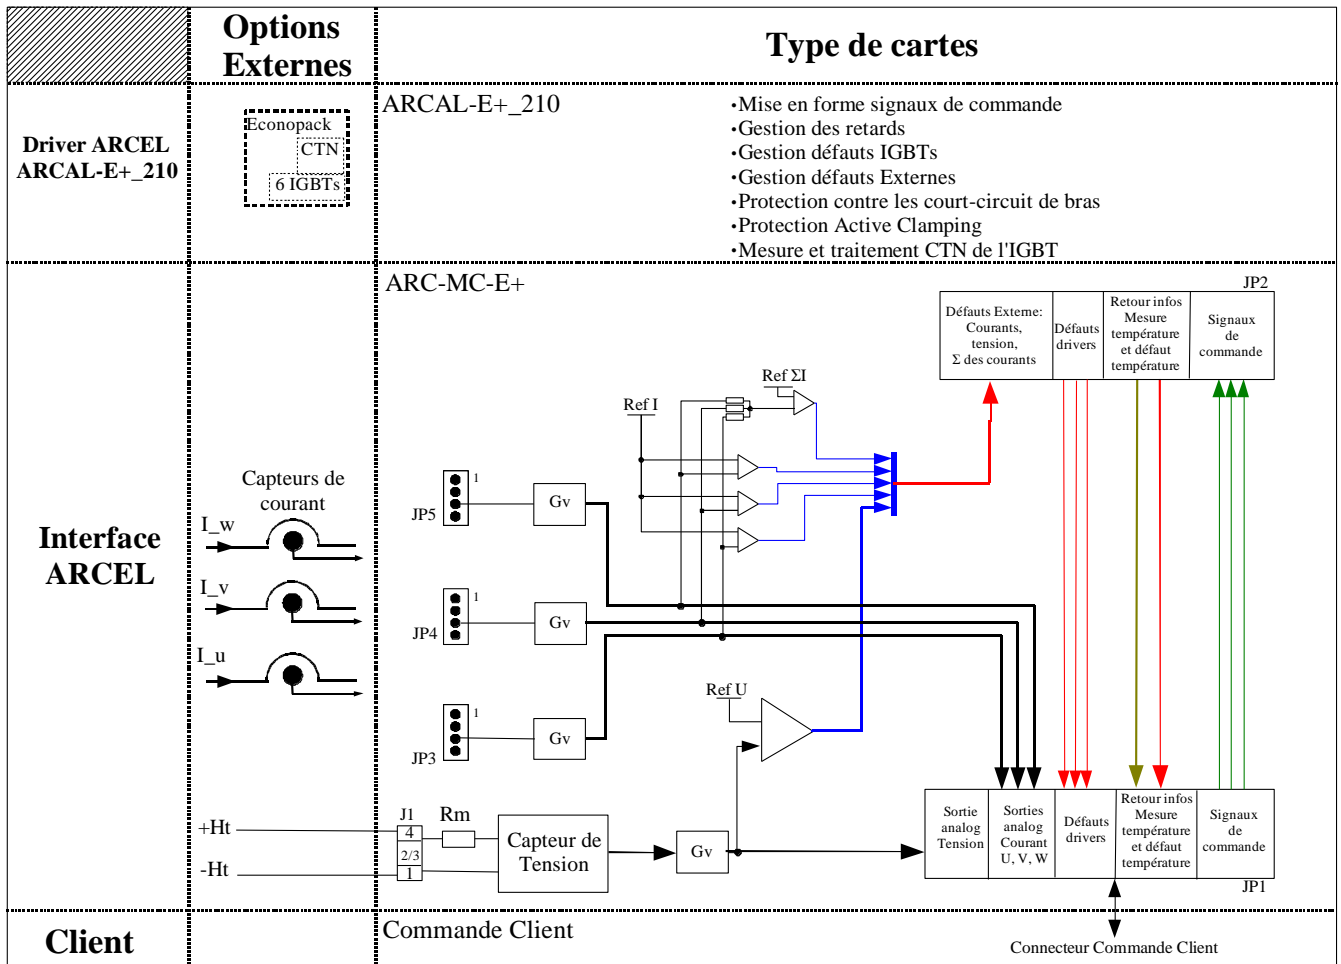 Options
Externes
Type de cartes
Driver ARCEL
ARCAL-E+_210
Econopack
CTN
6 IGBTs
ARCAL-E+_210
•Mise en forme signaux de commande
•Gestion des retards
•Gestion défauts IGBTs
•Gestion défauts Externes
•Protection contre les court-circuit de bras
•Protection Active Clamping
•Mesure et traitement CTN de l'IGBT
Interface
ARCEL
Capteurs de
courant
I_w
I_v
I_u
+Ht
-Ht
ARC-MC-E+
JP2
Défauts Externe:
Courants,
tension,
Σ des courants
Défauts
drivers
Retour infos
Mesure
température
et défaut
température
Signaux
de
commande
Ref ΣI
Ref I
1
JP5
Gv
1
JP4
Gv
1
JP3
Gv
Ref U
J1
4
2/3
1
Rm
Capteur de
Tension
Gv
Sortie
analog
Tension
Sorties
analog
Courant
U, V, W
Défauts
drivers
Retour infos
Mesure
température
et défaut
température
Signaux
de
commande
JP1
Client
Commande Client
Connecteur Commande Client